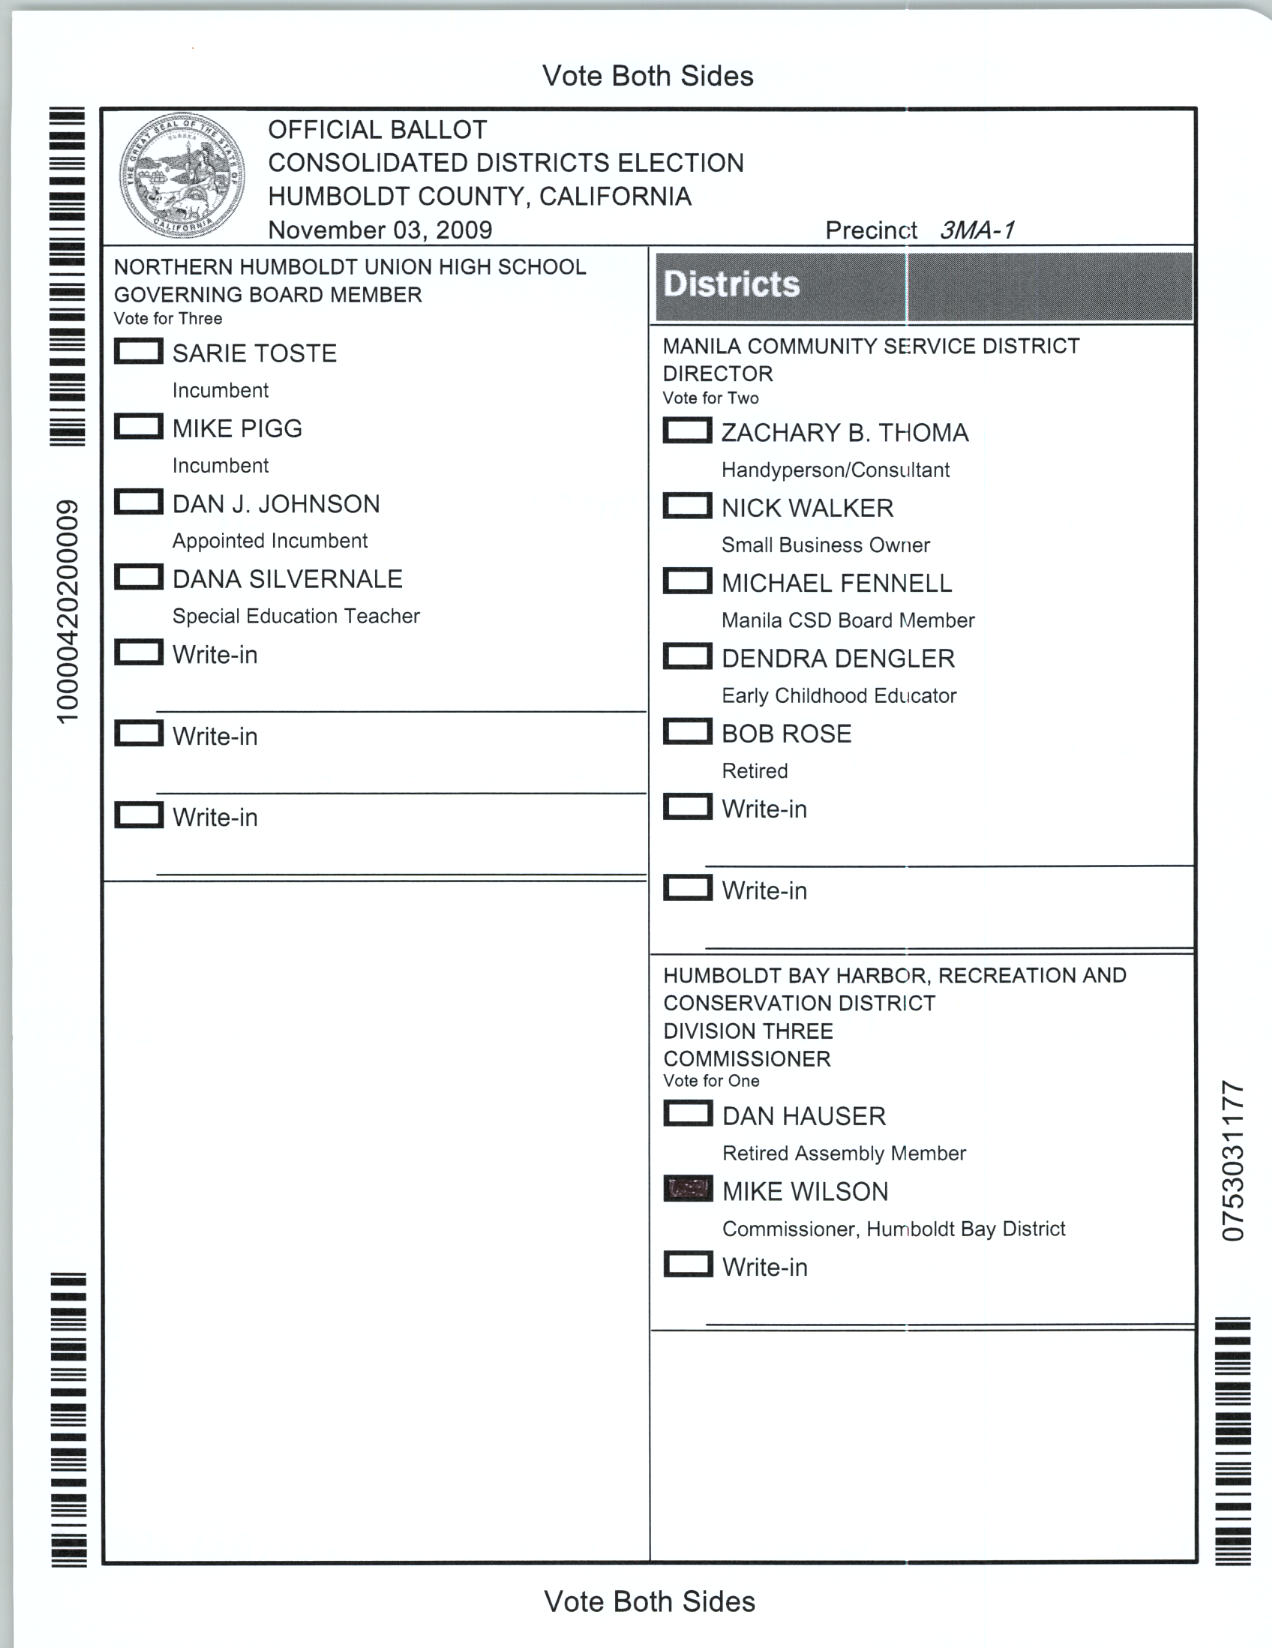 Vote Both Sides
THE GREAT SEAL OF THE STATE OF CALIFORNIA
EUREKA
OFFICIAL BALLOT
CONSOLIDATED DISTRICTS ELECTION
HUMBOLDT COUNTY, CALIFORNIA
November 03, 2009
Precinct 3MA-1
NORTHERN HUMBOLDT UNION HIGH SCHOOL
GOVERNING BOARD MEMBER
Vote for Three
SARIE TOSTE
Incumbent
MIKE PIGG
Incumbent
DAN J. JOHNSON
Appointed Incumbent
DANA SILVERNALE
Special Education Teacher
Write-in
Write-in
Write-in
Districts
MANILA COMMUNITY SERVICE DISTRICT
DIRECTOR
Vote for Two
ZACHARY B. THOMA
Handyperson/Consultant
NICK WALKER
Small Business Owner
MICHAEL FENNELL
Manila CSD Board Member
DENDRA DENGLER
Early Childhood Educator
BOB ROSE
Retired
Write-in
Write-in
HUMBOLDT BAY HARBOR, RECREATION AND
CONSERVATION DISTRICT
DIVISION THREE
COMMISSIONER
Vote for One
DAN HAUSER
Retired Assembly Member
MIKE WILSON
Commissioner, Humboldt Bay District
Write-in
10000420200009
0753031177
Vote Both Sides